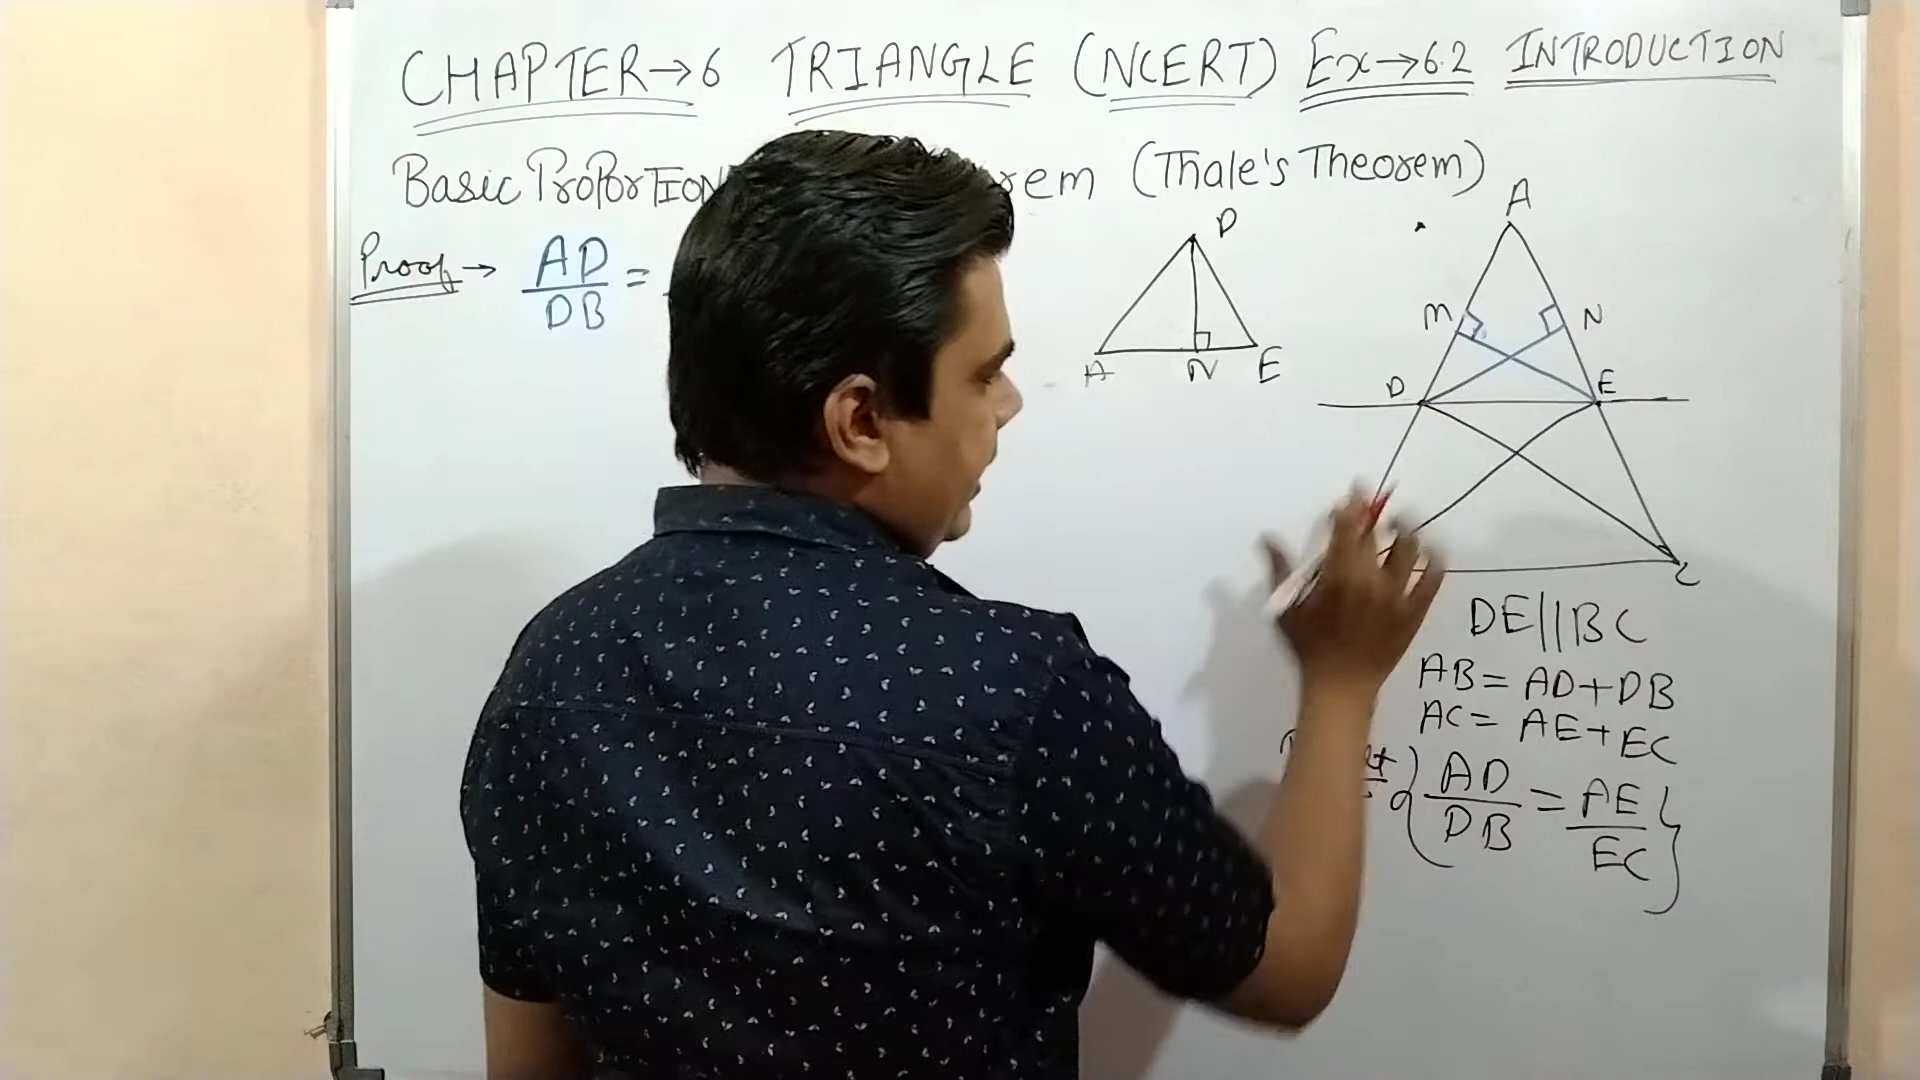 CHAPTER→6 TRIANGLE (NCERT) Ex→6.2 INTRODUCTION
Basic ProPorTION rem (Thale's Theorem)
Proof → AD/DB =
D
A N E
A
M N
D E
C
DE||BC
AB = AD+DB
AC = AE+EC
{AD/DB = AE/EC}